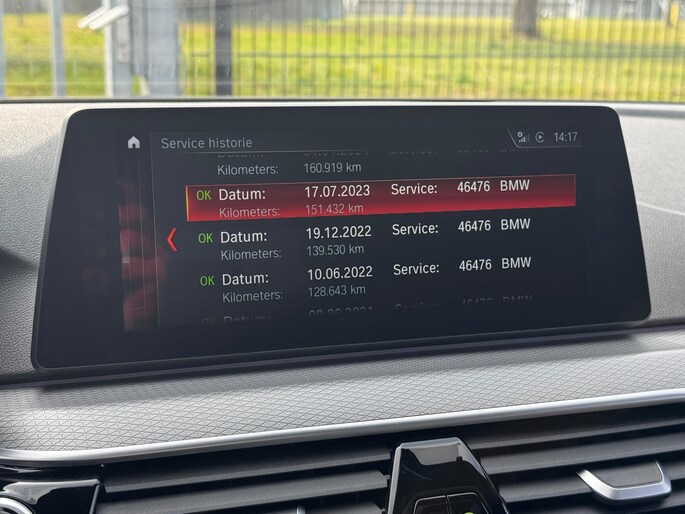 Service historie 14:17
Kilometers: 160.919 km
OK Datum: 17.07.2023 Service: 46476 BMW
Kilometers: 151.432 km
OK Datum: 19.12.2022 Service: 46476 BMW
Kilometers: 139.530 km
OK Datum: 10.06.2022 Service: 46476 BMW
Kilometers: 128.643 km